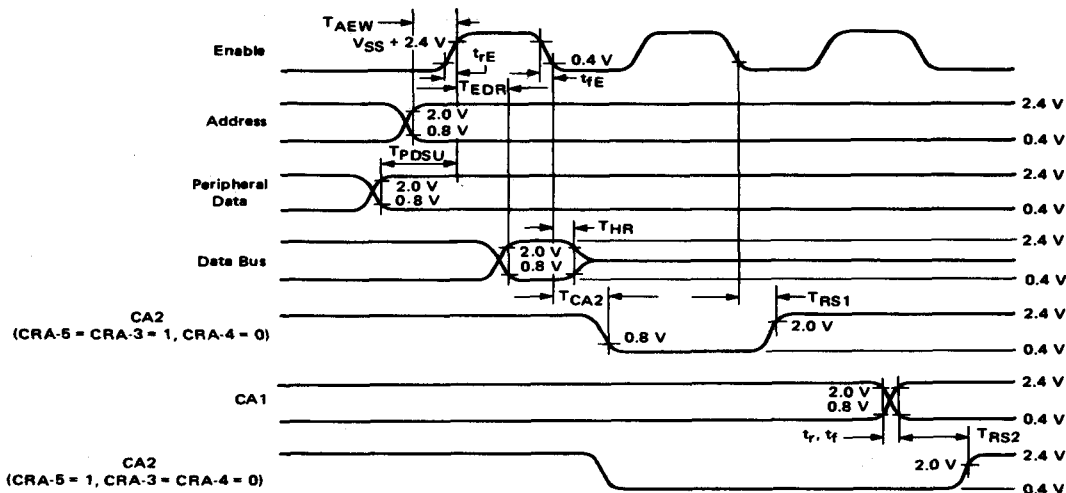 TAEW
Enable
VSS + 2.4 V
trE
0.4 V
tfE
TEDR
2.4 V
Address
2.0 V
0.8 V
0.4 V
TPDSU
2.4 V
Peripheral
Data
2.0 V
0.8 V
0.4 V
THR
2.4 V
Data Bus
2.0 V
0.8 V
0.4 V
TCA2
TRS1
CA2
(CRA-5 = CRA-3 = 1, CRA-4 = 0)
2.4 V
2.0 V
0.8 V
0.4 V
CA1
2.4 V
2.0 V
0.8 V
0.4 V
tr, tf
TRS2
CA2
(CRA-5 = 1, CRA-3 = CRA-4 = 0)
2.4 V
2.0 V
0.4 V